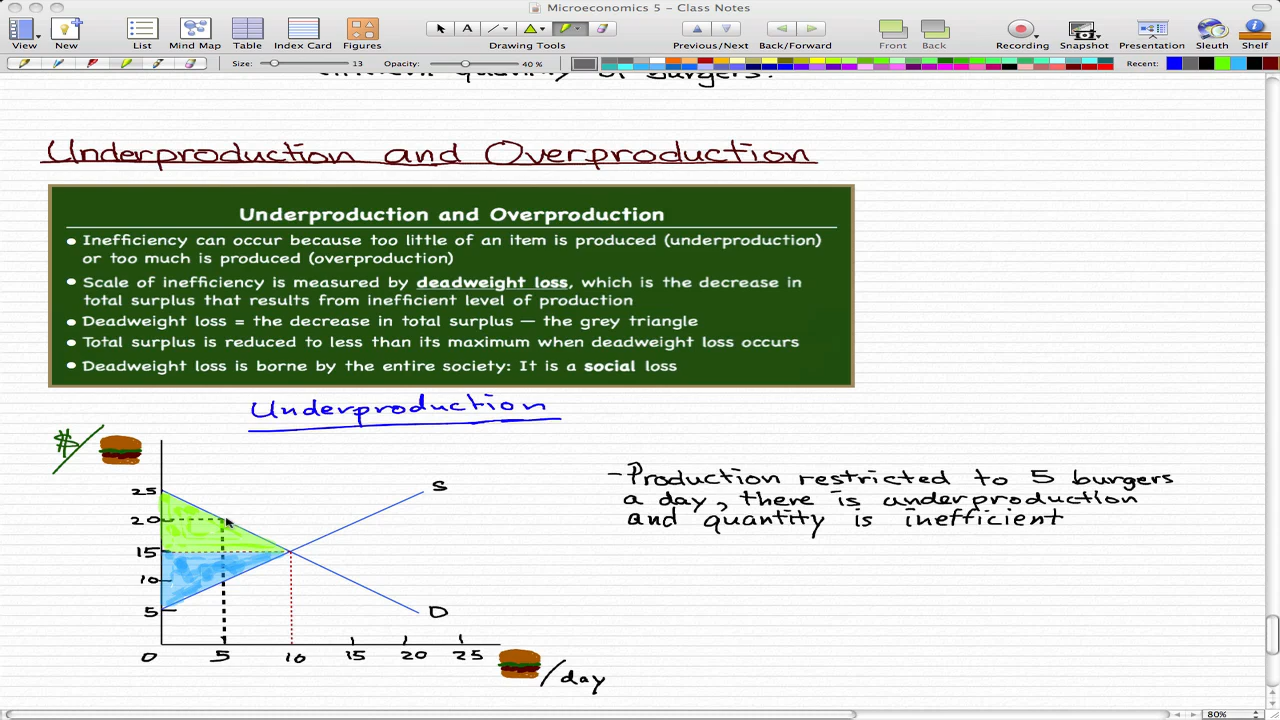 Microeconomics 5 - Class Notes
View New List Mind Map Table Index Card Figures Drawing Tools Previous/Next Back/Forward Front Back Recording Snapshot Presentation Sleuth Shelf
Size: 13 Opacity: 40 % Recent:
efficient quantity of burgers.
Underproduction and Overproduction
Underproduction and Overproduction
• Inefficiency can occur because too little of an item is produced (underproduction)
or too much is produced (overproduction)
• Scale of inefficiency is measured by deadweight loss, which is the decrease in
total surplus that results from inefficient level of production
• Deadweight loss = the decrease in total surplus — the grey triangle
• Total surplus is reduced to less than its maximum when deadweight loss occurs
• Deadweight loss is borne by the entire society: It is a social loss
Underproduction
$/
25
20
15
10
5
S
D
0 5 10 15 20 25
/day
- Production restricted to 5 burgers
a day, there is underproduction
and quantity is inefficient
80%